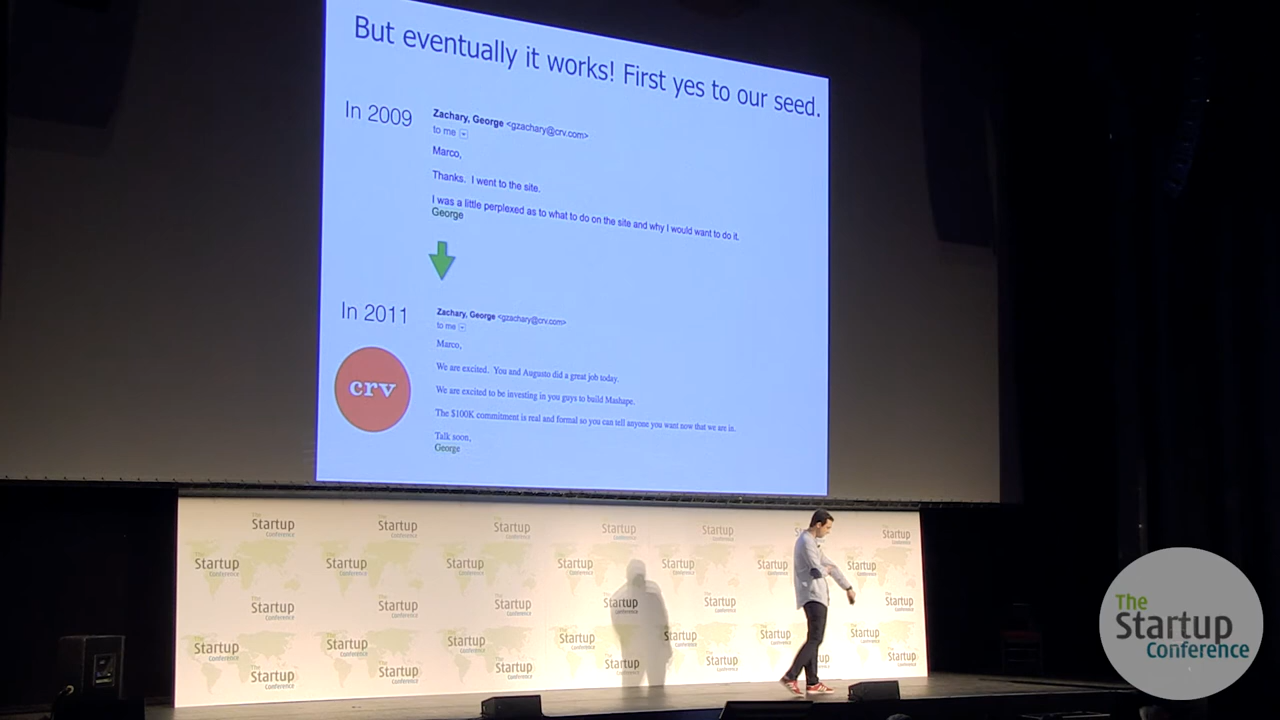 But eventually it works! First yes to our seed.
In 2009
Zachary, George <gzachary@crv.com>
to me
Marco,
Thanks. I went to the site.
I was a little perplexed as to what to do on the site and why I would want to do it.
George
In 2011
Zachary, George <gzachary@crv.com>
to me
Marco,
We are excited. You and Augusto did a great job today.
We are excited to be investing in you guys to build Mashape.
The $100K commitment is real and formal so you can tell anyone you want now that we are in.
Talk soon,
George
crv
The
Startup
Conference